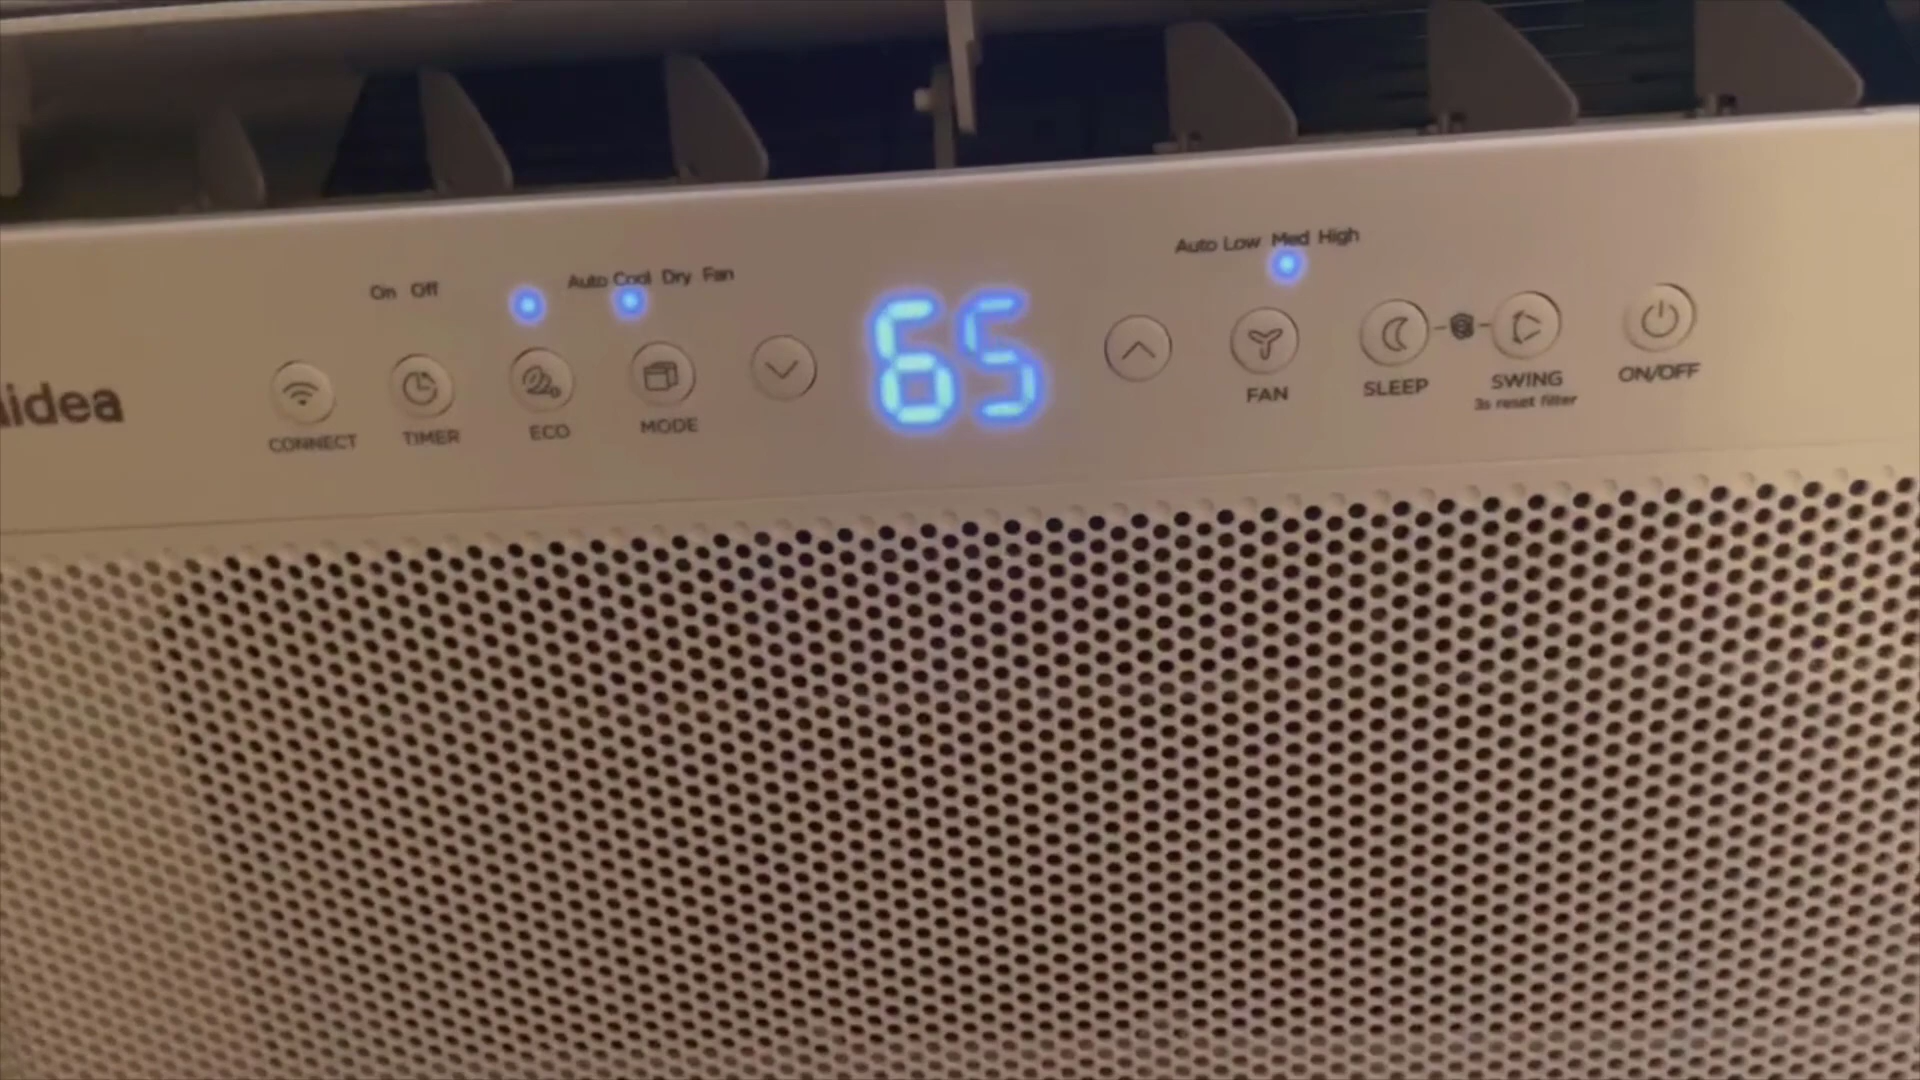 Auto Low Med High
On Off
Auto Cool Dry Fan
65
idea
CONNECT
TIMER
ECO
MODE
FAN
SLEEP
SWING
3s reset filter
ON/OFF